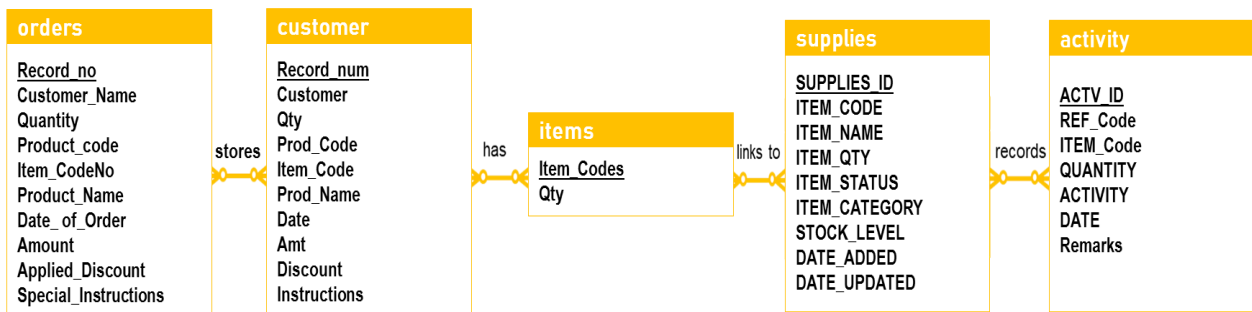 orders
Record_no
Customer_Name
Quantity
Product_code
Item_CodeNo
Product_Name
Date_ of_Order
Amount
Applied_Discount
Special_Instructions
stores
customer
Record_num
Customer
Qty
Prod_Code
Item_Code
Prod_Name
Date
Amt
Discount
Instructions
has
items
Item_Codes
Qty
links to
supplies
SUPPLIES_ID
ITEM_CODE
ITEM_NAME
ITEM_QTY
ITEM_STATUS
ITEM_CATEGORY
STOCK_LEVEL
DATE_ADDED
DATE_UPDATED
records
activity
ACTV_ID
REF_Code
ITEM_Code
QUANTITY
ACTIVITY
DATE
Remarks